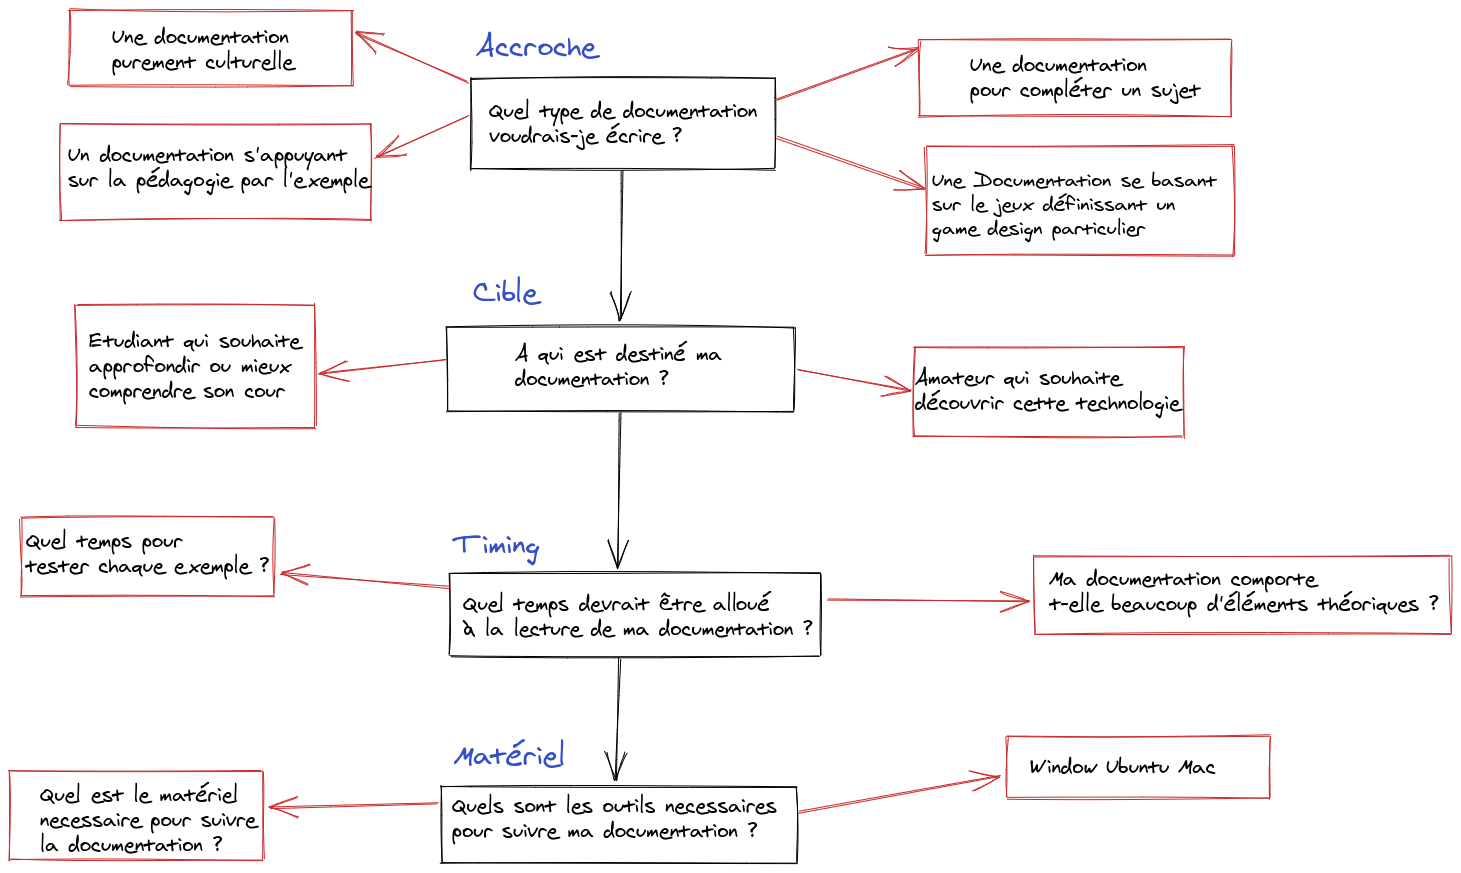 Accroche
Une documentation
purement culturelle
Quel type de documentation
voudrais-je écrire ?
Une documentation
pour compléter un sujet
Un documentation s'appuyant
sur la pédagogie par l'exemple
Une Documentation se basant
sur le jeux définissant un
game design particulier
Cible
Etudiant qui souhaite
approfondir ou mieux
comprendre son cour
A qui est destiné ma
documentation ?
Amateur qui souhaite
découvrir cette technologie
Timing
Quel temps pour
tester chaque exemple ?
Quel temps devrait être alloué
à la lecture de ma documentation ?
Ma documentation comporte
t-elle beaucoup d'éléments théoriques ?
Matériel
Quel est le matériel
necessaire pour suivre
la documentation ?
Quels sont les outils necessaires
pour suivre ma documentation ?
Window Ubuntu Mac